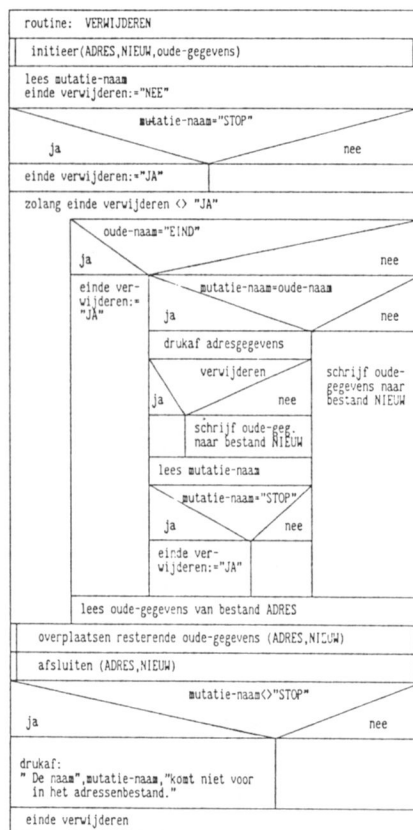 routine: VERWIJDEREN
initieer(ADRES,NIEUW,oude-gegevens)
lees mutatie-naam
einde verwijderen:="NEE"
mutatie-naam="STOP"
ja nee
einde verwijderen:="JA"
zolang einde verwijderen <> "JA"
oude-naam="EIND"
ja nee
einde ver-
wijderen:=
"JA"
mutatie-naam=oude-naam
ja nee
drukaf adresgegevens
verwijderen
ja nee
schrijf oude-
gegevens naar
bestand NIEUW
schrijf oude-geg.
naar bestand NIEUW
lees mutatie-naam
mutatie-naam="STOP"
ja nee
einde ver-
wijderen:="JA"
lees oude-gegevens van bestand ADRES
overplaatsen resterende oude-gegevens (ADRES,NIEUW)
afsluiten (ADRES,NIEUW)
mutatie-naam<>"STOP"
ja nee
drukaf:
" De naam",mutatie-naam,"komt niet voor
in het adressenbestand."
einde verwijderen